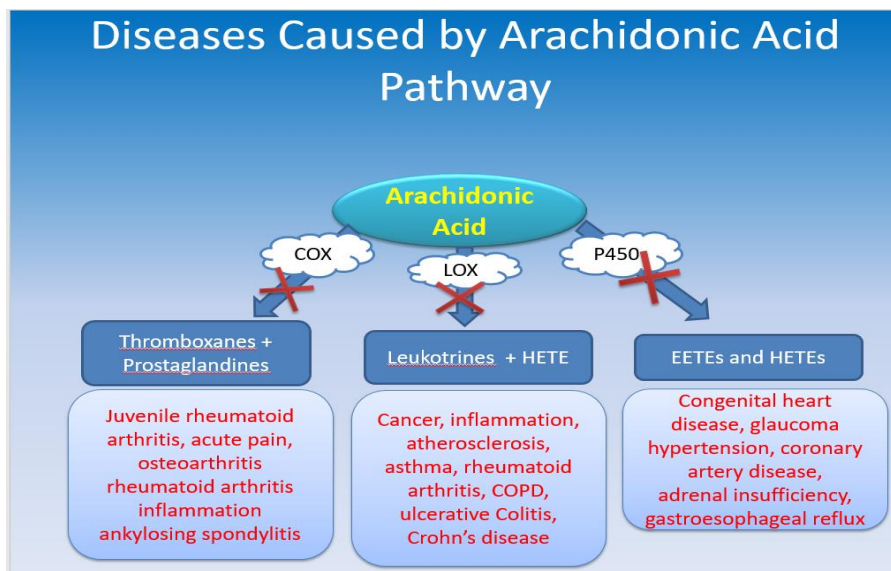 Diseases Caused by Arachidonic Acid
Pathway
Arachidonic
Acid
COX
LOX
P450
Thromboxanes +
Prostaglandines
Leukotrines + HETE
EETEs and HETEs
Juvenile rheumatoid
arthritis, acute pain,
osteoarthritis
rheumatoid arthritis
inflammation
ankylosing spondylitis
Cancer, inflammation,
atherosclerosis,
asthma, rheumatoid
arthritis, COPD,
ulcerative Colitis,
Crohn's disease
Congenital heart
disease, glaucoma
hypertension, coronary
artery disease,
adrenal insufficiency,
gastroesophageal reflux